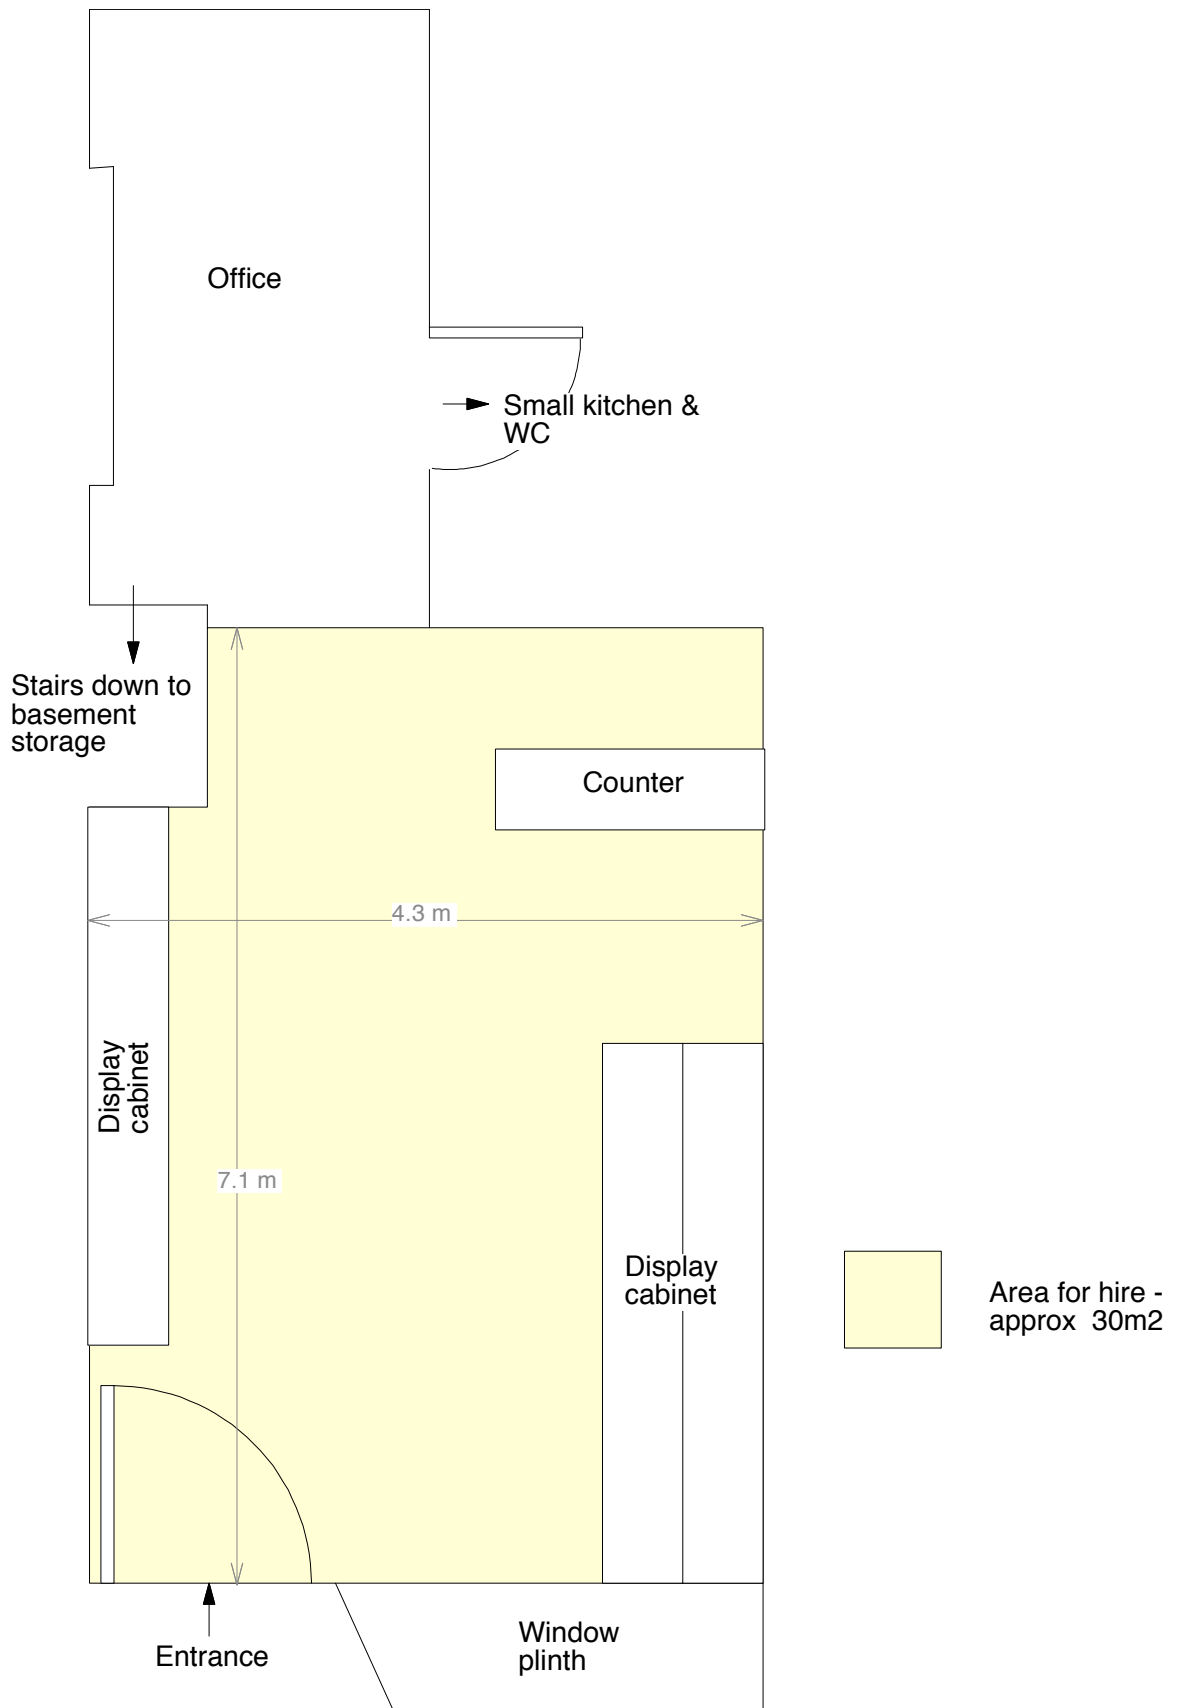 Office
Small kitchen &
WC
Stairs down to
basement
storage
Counter
4.3 m
Display
cabinet
7.1 m
Display
cabinet
Area for hire -
approx  30m2
Entrance
Window
plinth